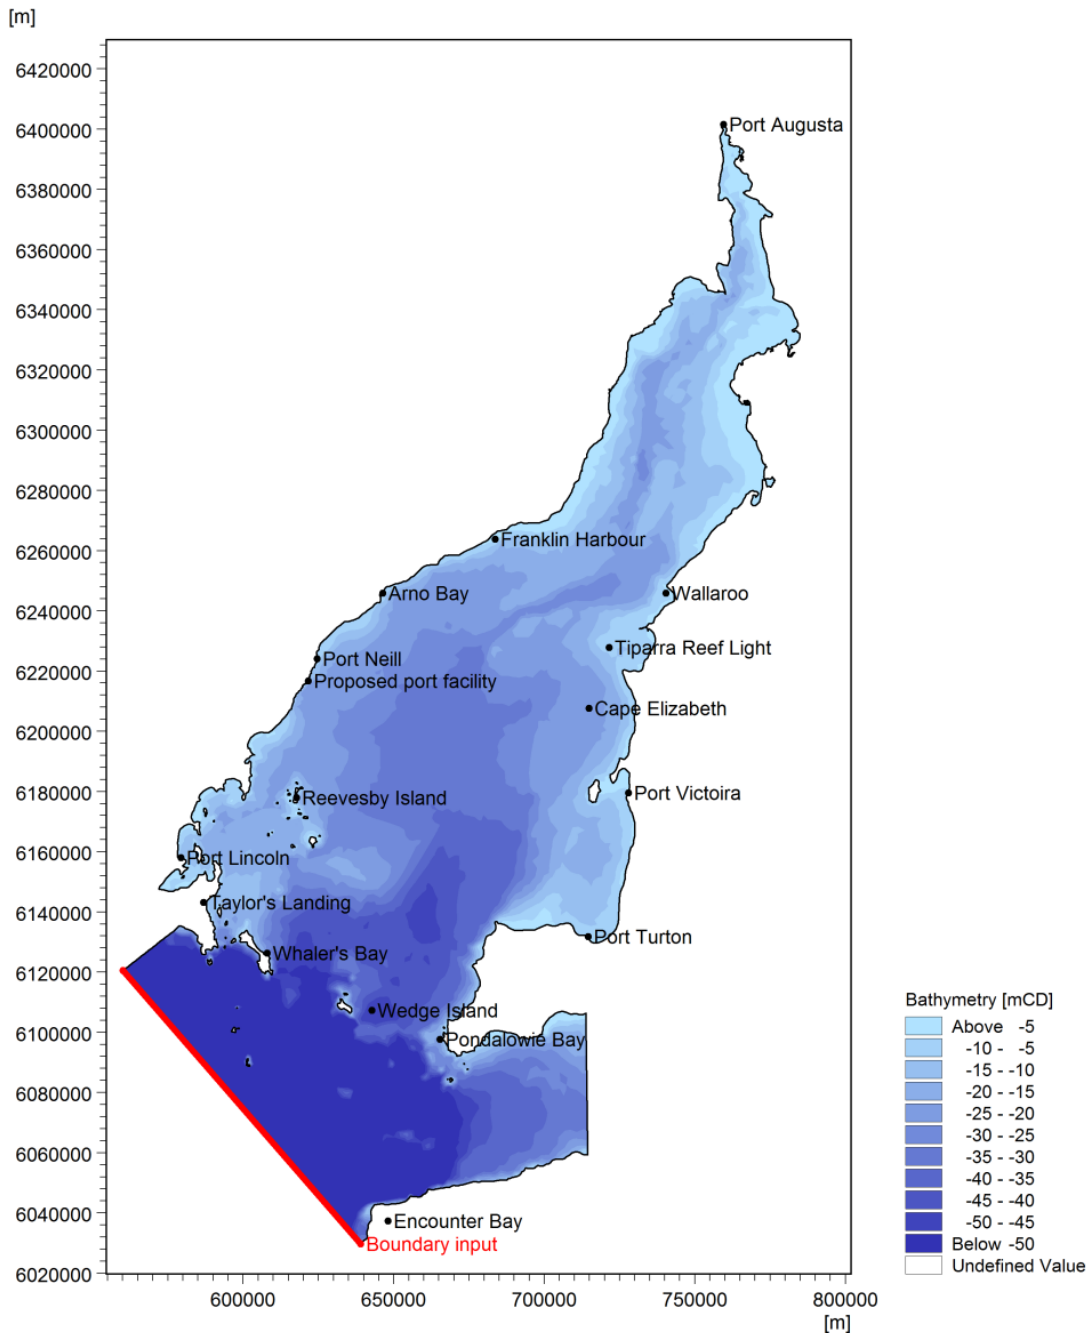 [m]
6420000
6400000
6380000
6360000
6340000
6320000
6300000
6280000
6260000
6240000
6220000
6200000
6180000
6160000
6140000
6120000
6100000
6080000
6060000
6040000
6020000
Port Augusta
Franklin Harbour
Arno Bay
Wallaroo
Tiparra Reef Light
Port Neill
Proposed port facility
Cape Elizabeth
Reevesby Island
Port Victoira
Port Lincoln
Taylor's Landing
Port Turton
Whaler's Bay
Wedge Island
Pondalowie Bay
Encounter Bay
Boundary input
600000 650000 700000 750000 800000
[m]
Bathymetry [mCD]
Above -5
-10 - -5
-15 - -10
-20 - -15
-25 - -20
-30 - -25
-35 - -30
-40 - -35
-45 - -40
-50 - -45
Below -50
Undefined Value